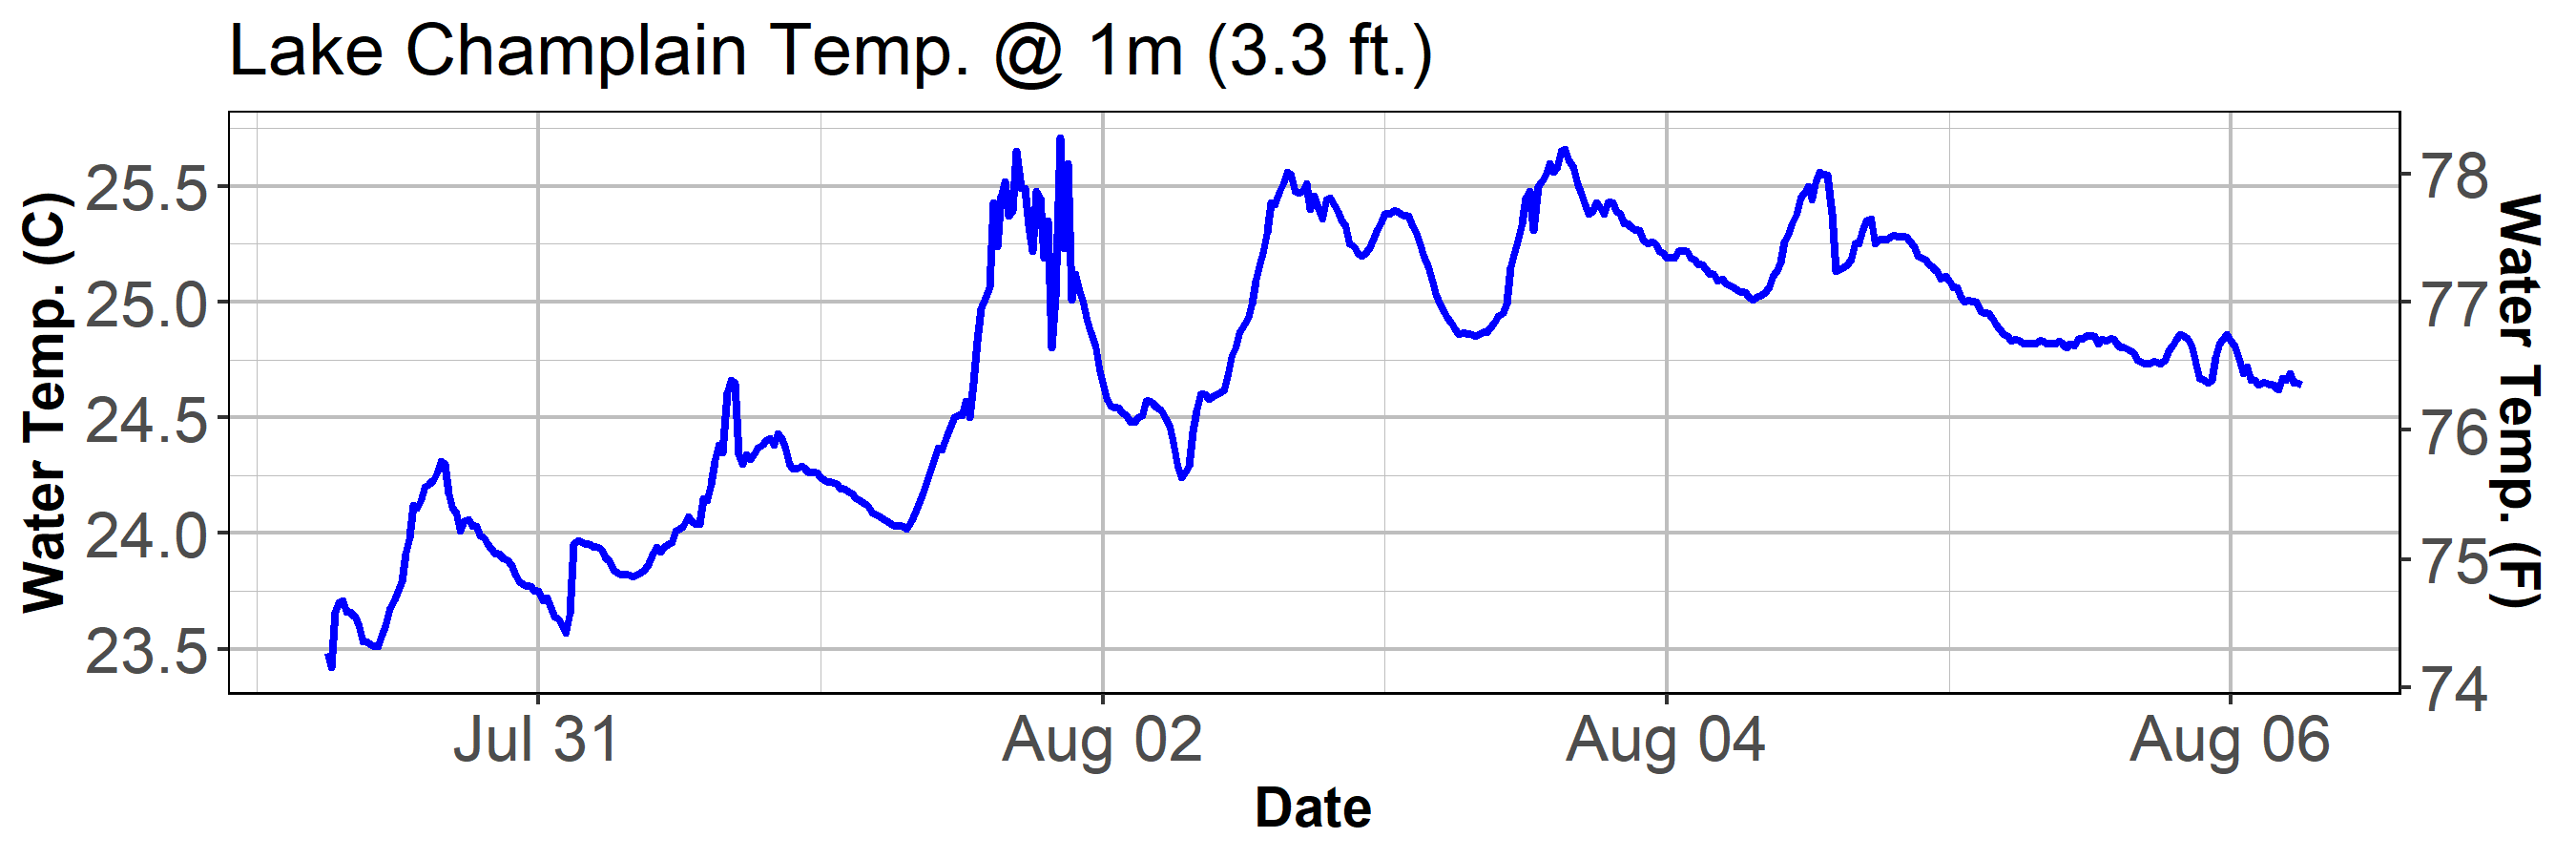 Lake Champlain Temp. @ 1m (3.3 ft.)
Water Temp. (C)
25.5
25.0
24.5
24.0
23.5
78
77
76
75
74
Water Temp. (F)
Jul 31 Aug 02 Aug 04 Aug 06
Date